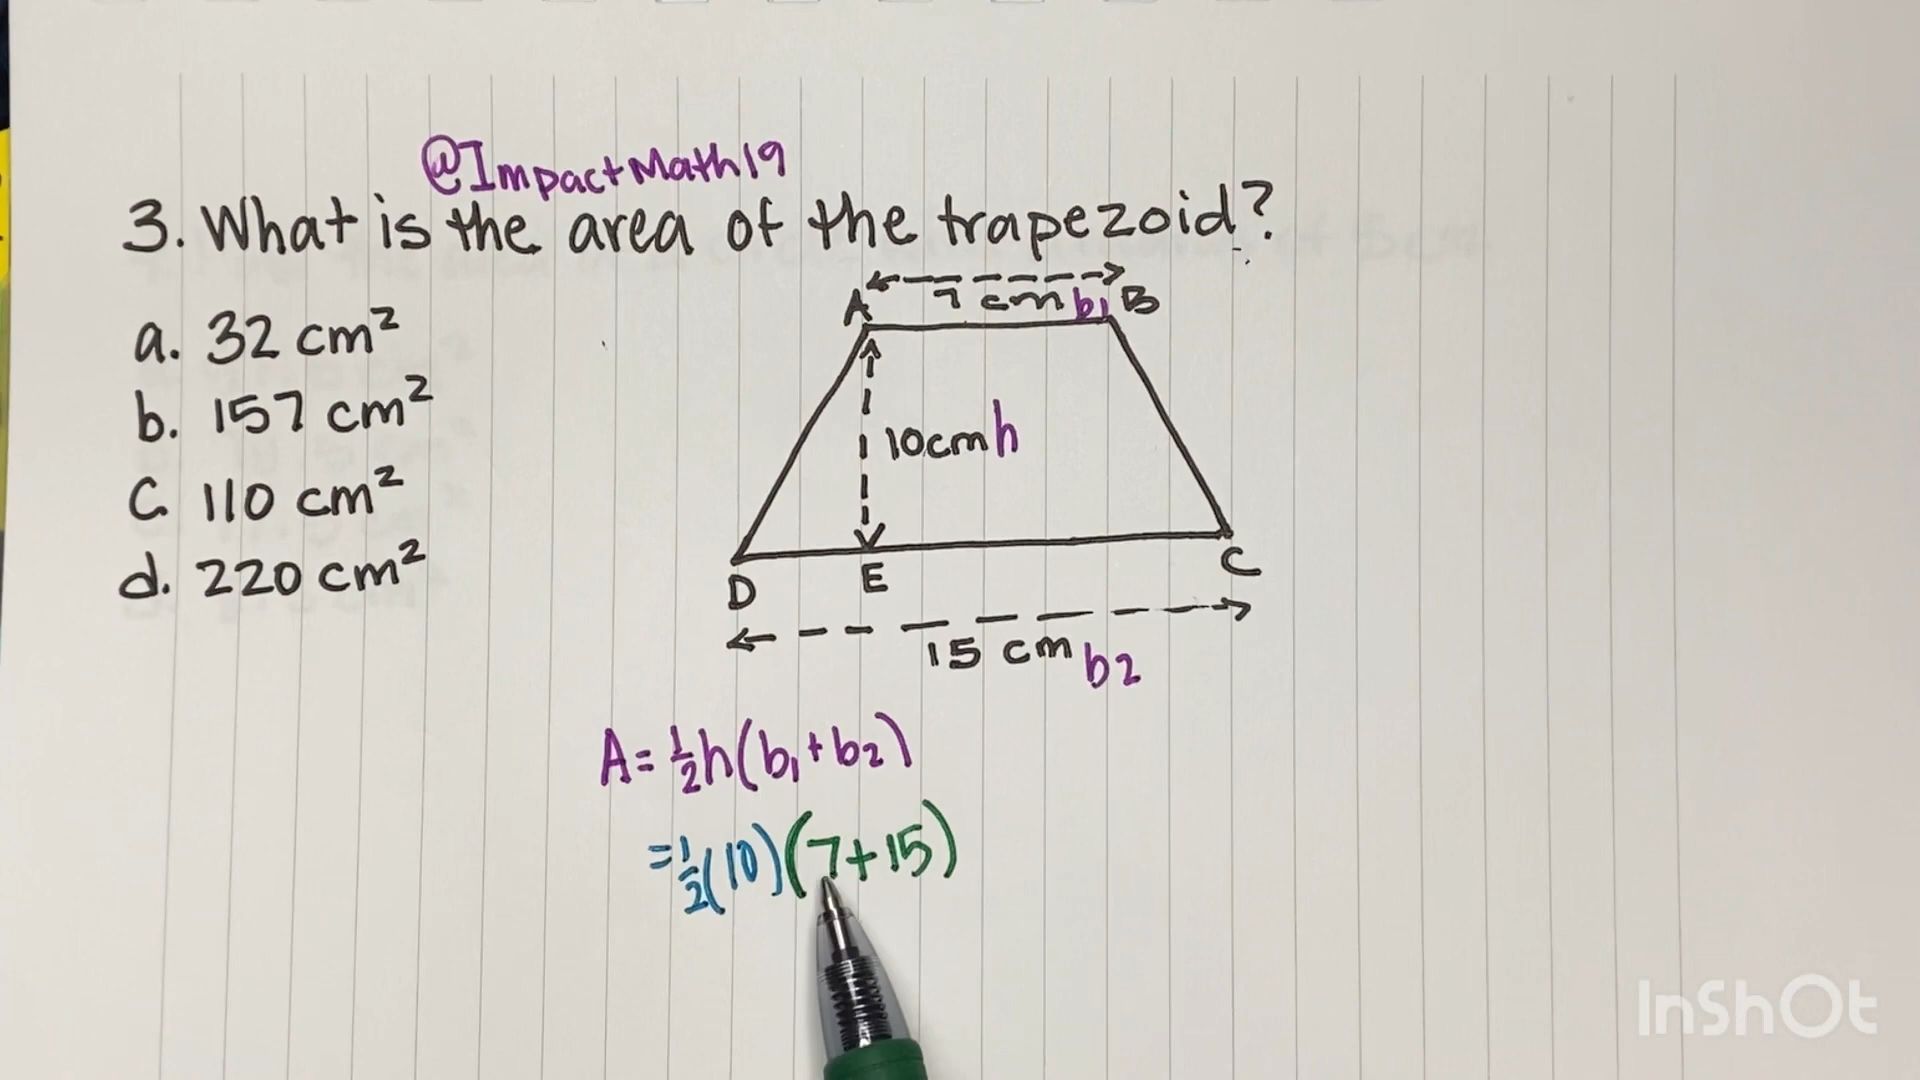 @ImpactMath19
3. What is the area of the trapezoid?
a. 32 cm²
b. 157 cm²
C. 110 cm²
d. 220 cm²
7 cm b₁
A
B
10cm h
D
E
C
15 cm b2
A = ½h(b₁ + b₂)
= ½(10)(7+15)
InShOt